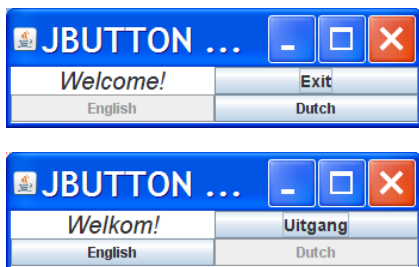 JBUTTON ...
Welcome! Exit
English Dutch
JBUTTON ...
Welkom! Uitgang
English Dutch